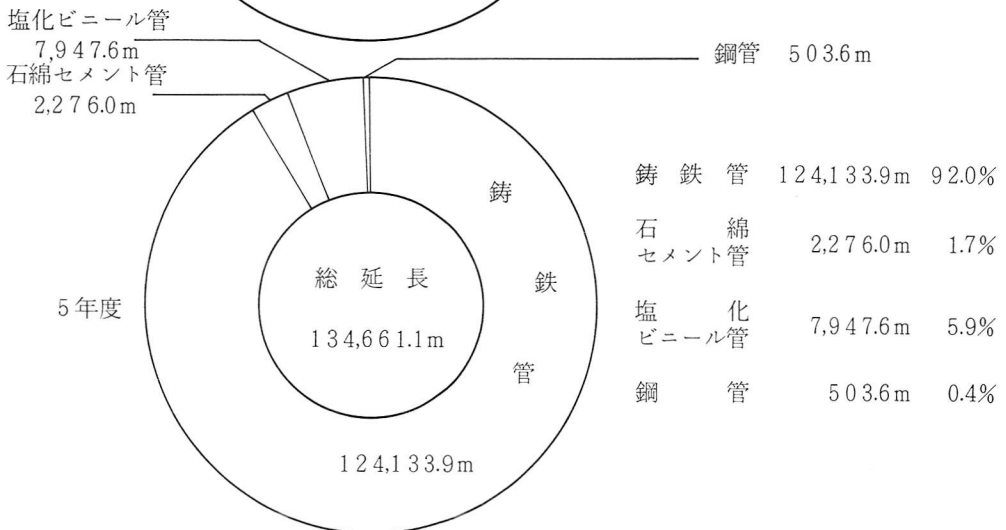 塩化ビニール管
7,947.6m
石綿セメント管
2,276.0m
鋼管 503.6m
鋳鉄管 124,133.9m 92.0%
石綿
セメント管 2,276.0m 1.7%
塩化
ビニール管 7,947.6m 5.9%
鋼管 503.6m 0.4%
5年度
総延長
134,661.1m
鋳
鉄
管
124,133.9m